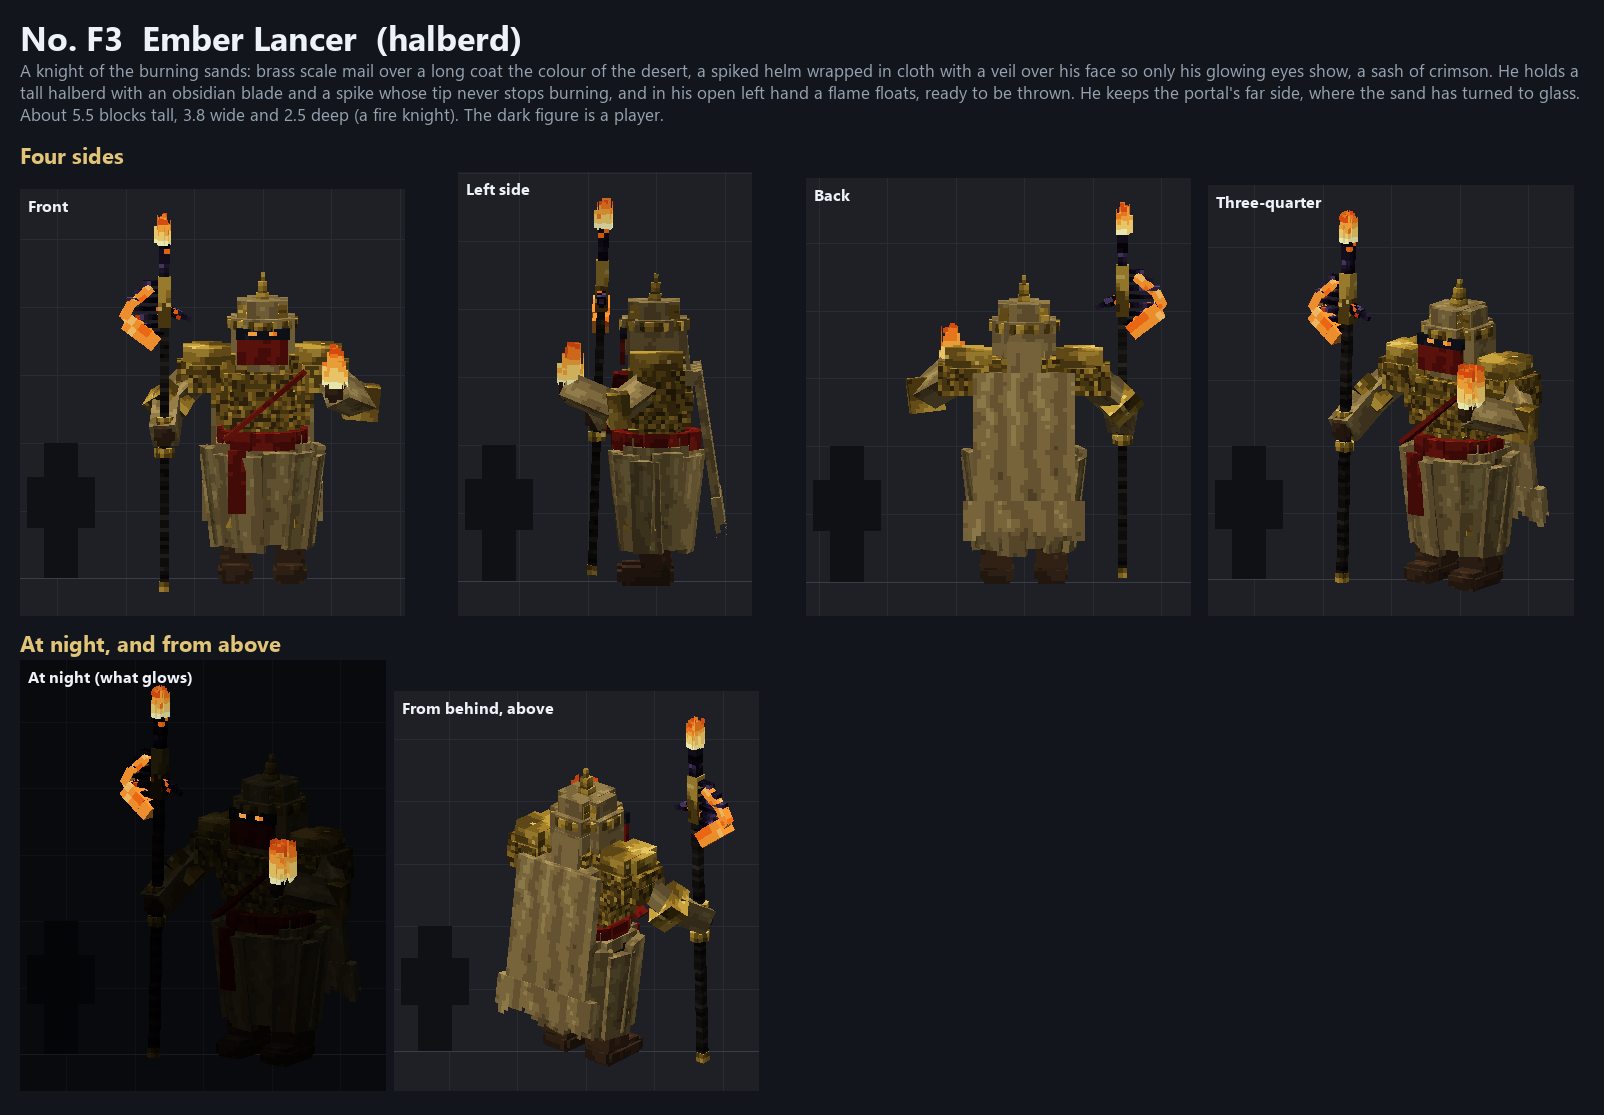 No. F3 Ember Lancer (halberd)
A knight of the burning sands: brass scale mail over a long coat the colour of the desert, a spiked helm wrapped in cloth with a veil over his face so only his glowing eyes show, a sash of crimson. He holds a
tall halberd with an obsidian blade and a spike whose tip never stops burning, and in his open left hand a flame floats, ready to be thrown. He keeps the portal's far side, where the sand has turned to glass.
About 5.5 blocks tall, 3.8 wide and 2.5 deep (a fire knight). The dark figure is a player.
Four sides
Front
Left side
Back
Three-quarter
At night, and from above
At night (what glows)
From behind, above